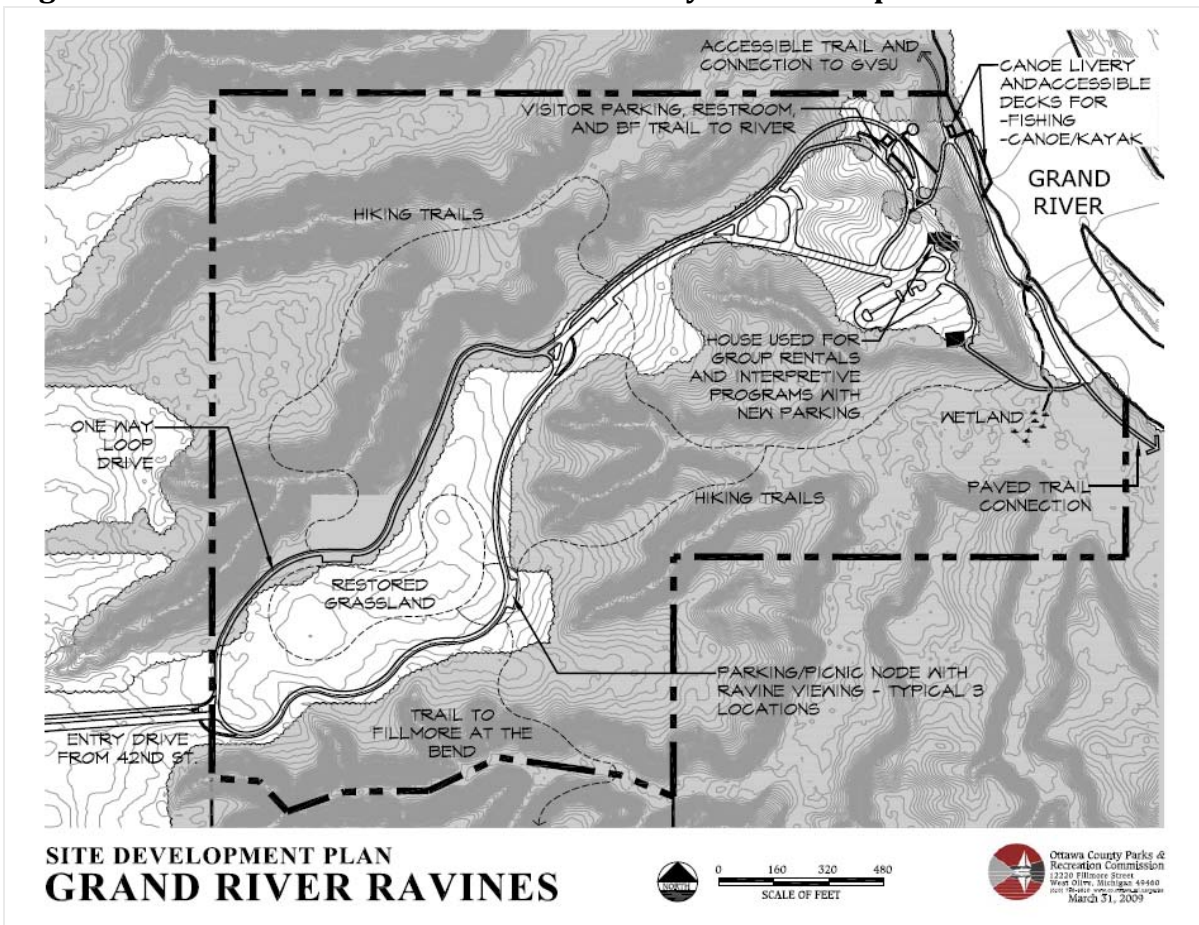 ACCESSIBLE TRAIL AND
CONNECTION TO GVSU
CANOE LIVERY
ANDACCESSIBLE
DECKS FOR
-FISHING
-CANOE/KAYAK
VISITOR PARKING, RESTROOM,
AND BF TRAIL TO RIVER
GRAND
RIVER
HIKING TRAILS
HOUSE USED FOR
GROUP RENTALS
AND INTERPRETIVE
PROGRAMS WITH
NEW PARKING
WETLAND
ONE WAY
LOOP
DRIVE
HIKING TRAILS
PAVED TRAIL
CONNECTION
RESTORED
GRASSLAND
PARKING/PICNIC NODE WITH
RAVINE VIEWING - TYPICAL 3
LOCATIONS
TRAIL TO
FILLMORE AT THE
BEND
ENTRY DRIVE
FROM 42ND ST.
SITE DEVELOPMENT PLAN
GRAND RIVER RAVINES
NORTH
0 160 320 480
SCALE OF FEET
Ottawa County Parks &
Recreation Commission
12220 Fillmore Street
West Olive, Michigan 49460
March 31, 2009